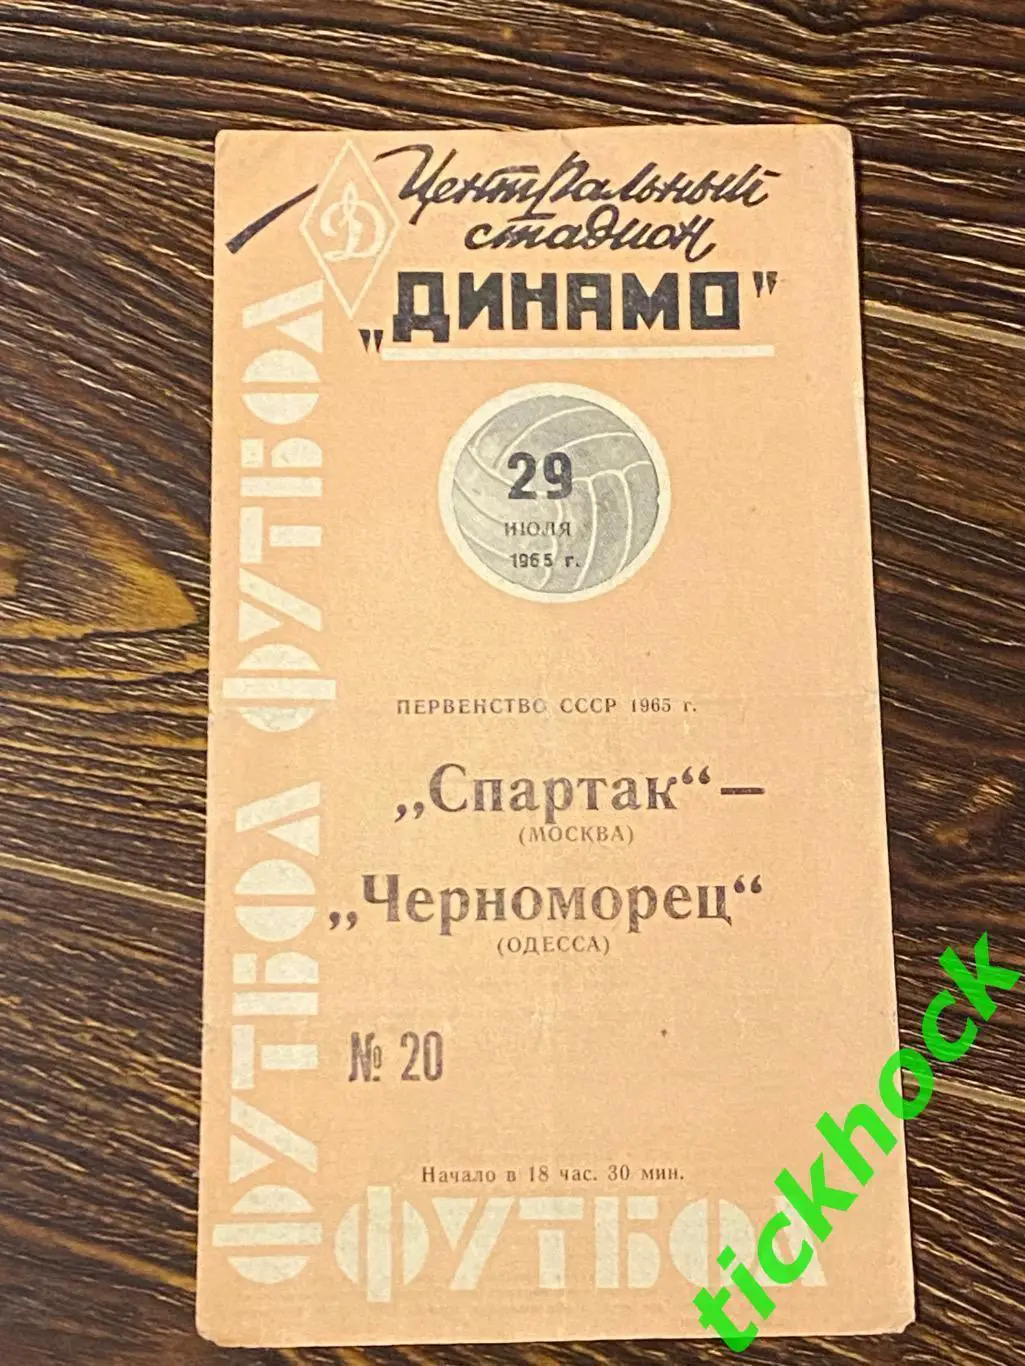 Д
Центральный
стадион
„ДИНАМО"
29
ИЮЛЯ
1965 г.
ФУТБОЛ ФУТБОЛ
ПЕРВЕНСТВО СССР 1965 г.
„Спартак“ –
(МОСКВА)
„Черноморец“
(ОДЕССА)
№ 20
Начало в 18 час. 30 мин.
ФУТБОЛ
tickhock